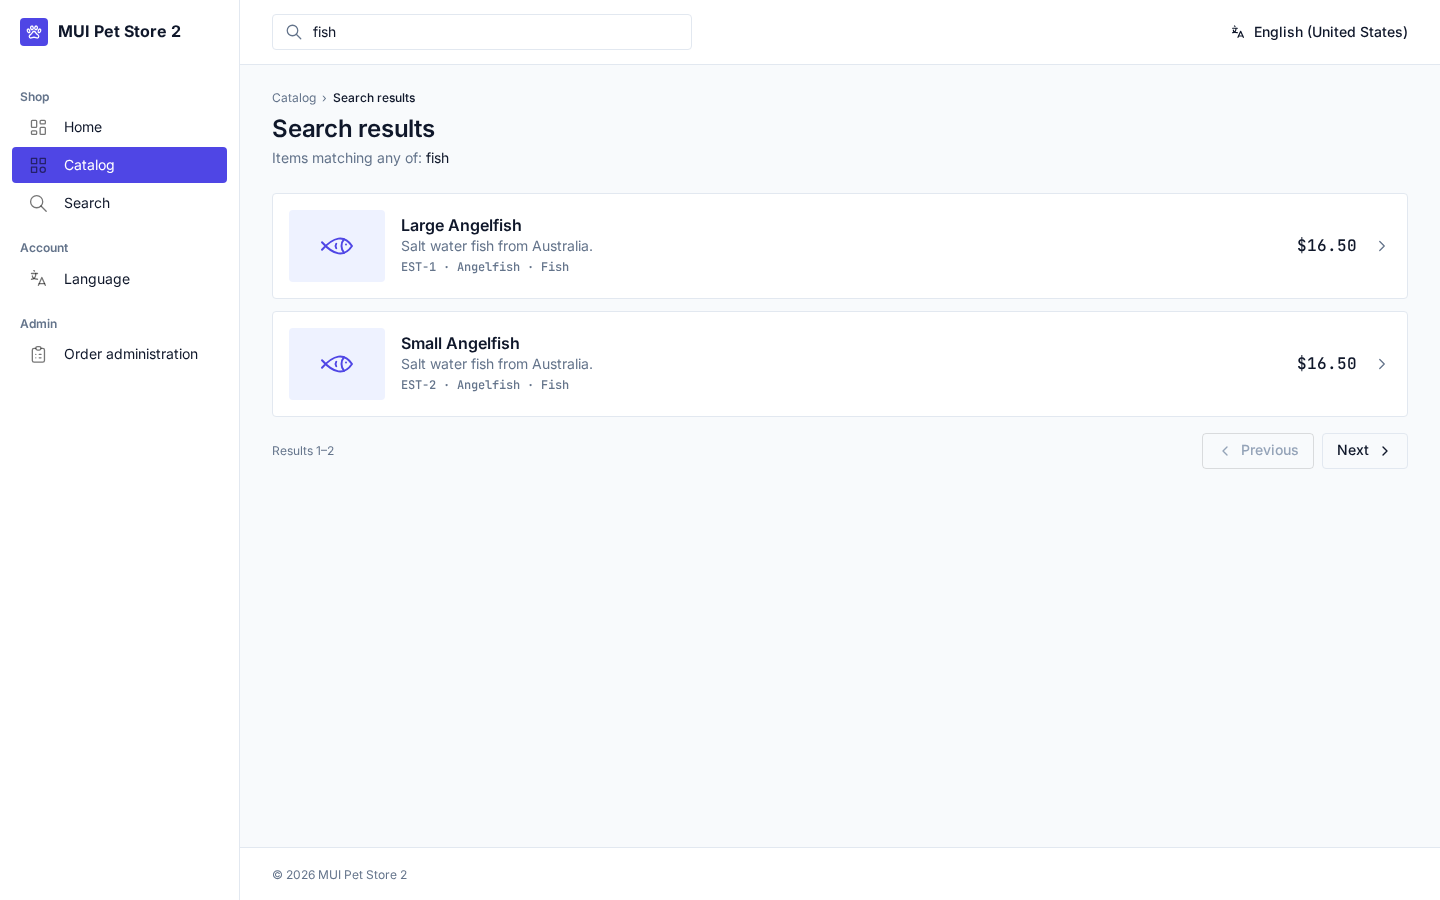 MUI Pet Store 2
fish
English (United States)
Shop
Home
Catalog
Search
Account
Language
Admin
Order administration
Catalog › Search results
Search results
Items matching any of: fish
Large Angelfish
Salt water fish from Australia.
EST-1 · Angelfish · Fish
$16.50
Small Angelfish
Salt water fish from Australia.
EST-2 · Angelfish · Fish
$16.50
Results 1–2
Previous
Next
© 2026 MUI Pet Store 2